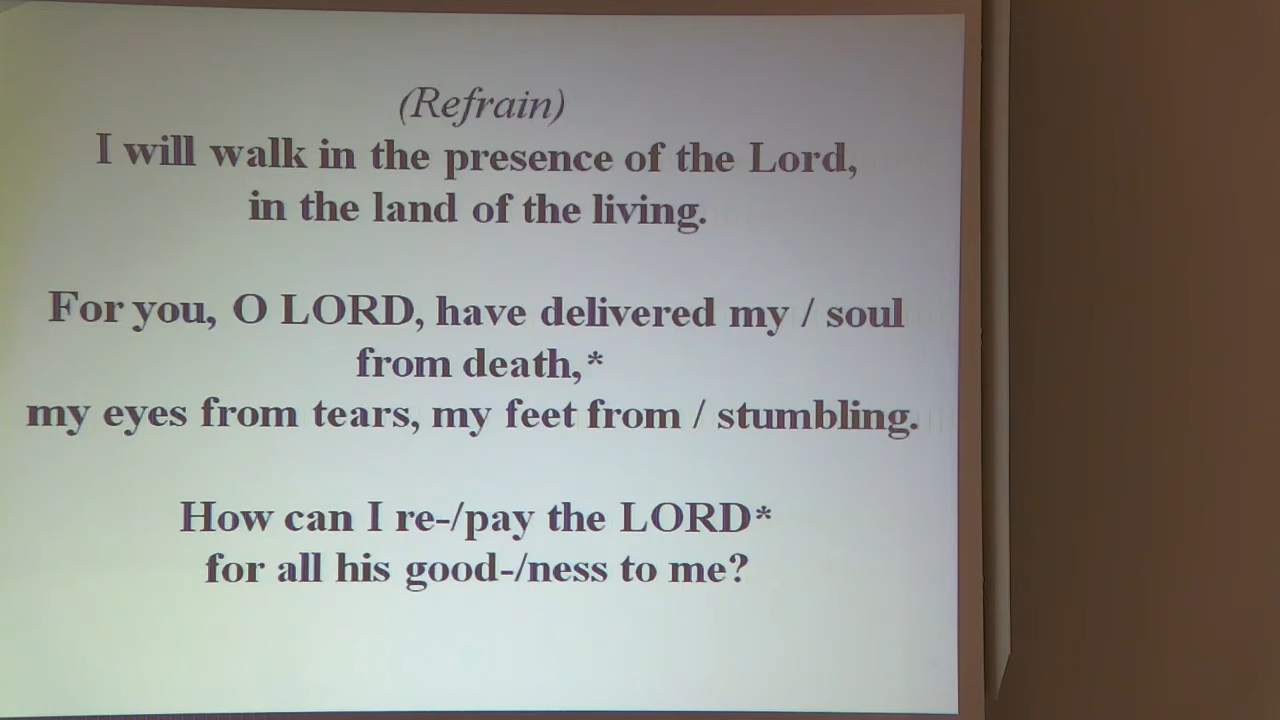 (Refrain)
I will walk in the presence of the Lord,
in the land of the living.
For you, O LORD, have delivered my / soul
from death,*
my eyes from tears, my feet from / stumbling.
How can I re-/pay the LORD*
for all his good-/ness to me?